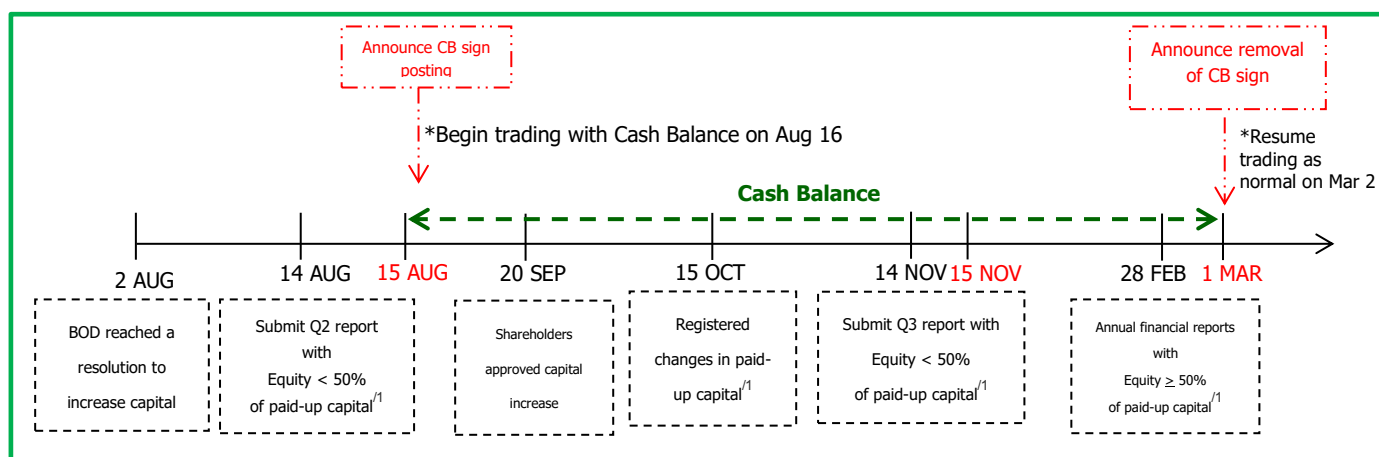 Announce CB sign
posting
Announce removal
of CB sign
*Begin trading with Cash Balance on Aug 16
*Resume
trading as
normal on Mar 2
Cash Balance
2 AUG
14 AUG
15 AUG
20 SEP
15 OCT
14 NOV
15 NOV
28 FEB
1 MAR
BOD reached a
resolution to
increase capital
Submit Q2 report
with
Equity < 50%
of paid-up capital/1
Shareholders
approved capital
increase
Registered
changes in paid-
up capital/1
Submit Q3 report with
Equity < 50%
of paid-up capital/1
Annual financial reports
with
Equity ≥ 50%
of paid-up capital/1